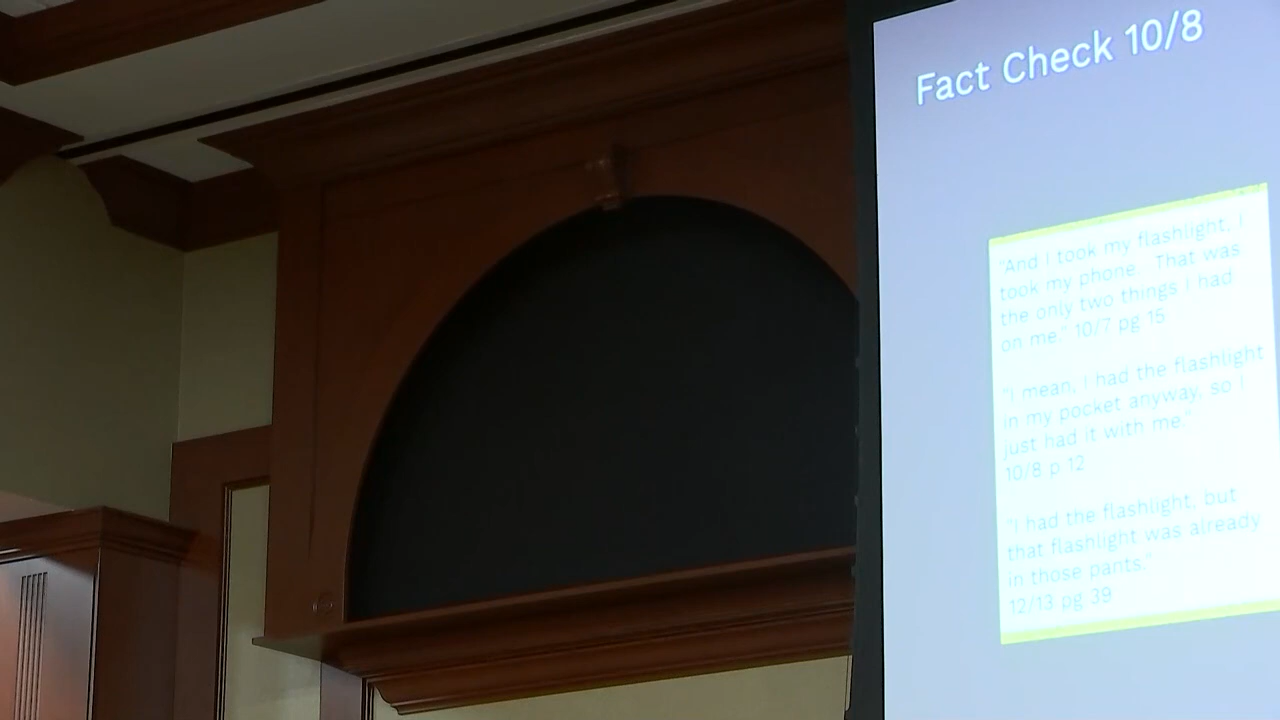 Fact Check 10/8
"And I took my flashlight, I
took my phone. That was
the only two things I had
on me." 10/7 pg 15
"I mean, I had the flashlight
in my pocket anyway, so I
just had it with me."
10/8 p 12
"I had the flashlight, but
that flashlight was already
in those pants."
12/13 pg 39